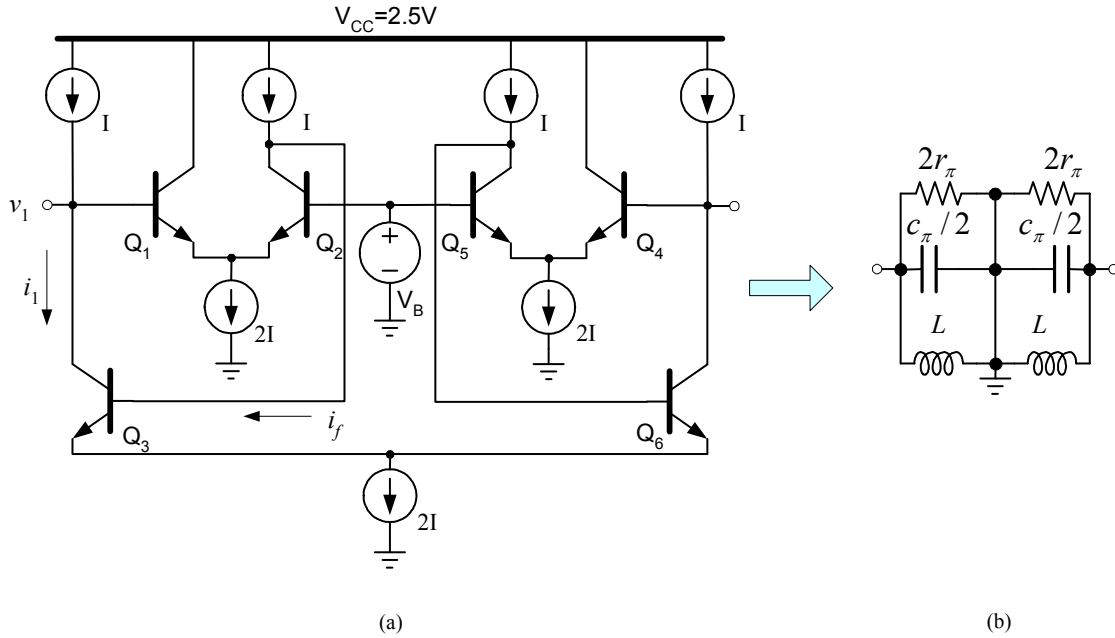 V_CC=2.5V
I
I
I
I
2r_π
2r_π
c_π / 2
c_π / 2
v_1
Q_1
Q_2
Q_5
Q_4
+
−
V_B
i_1
2I
2I
L
L
i_f
Q_3
Q_6
2I
(a)
(b)